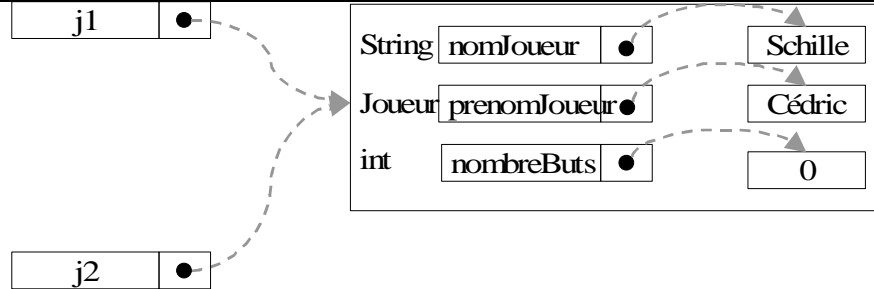 j1
String nomJoueur Schille
Joueur prenomJoueur Cédric
int nombreButs 0
j2